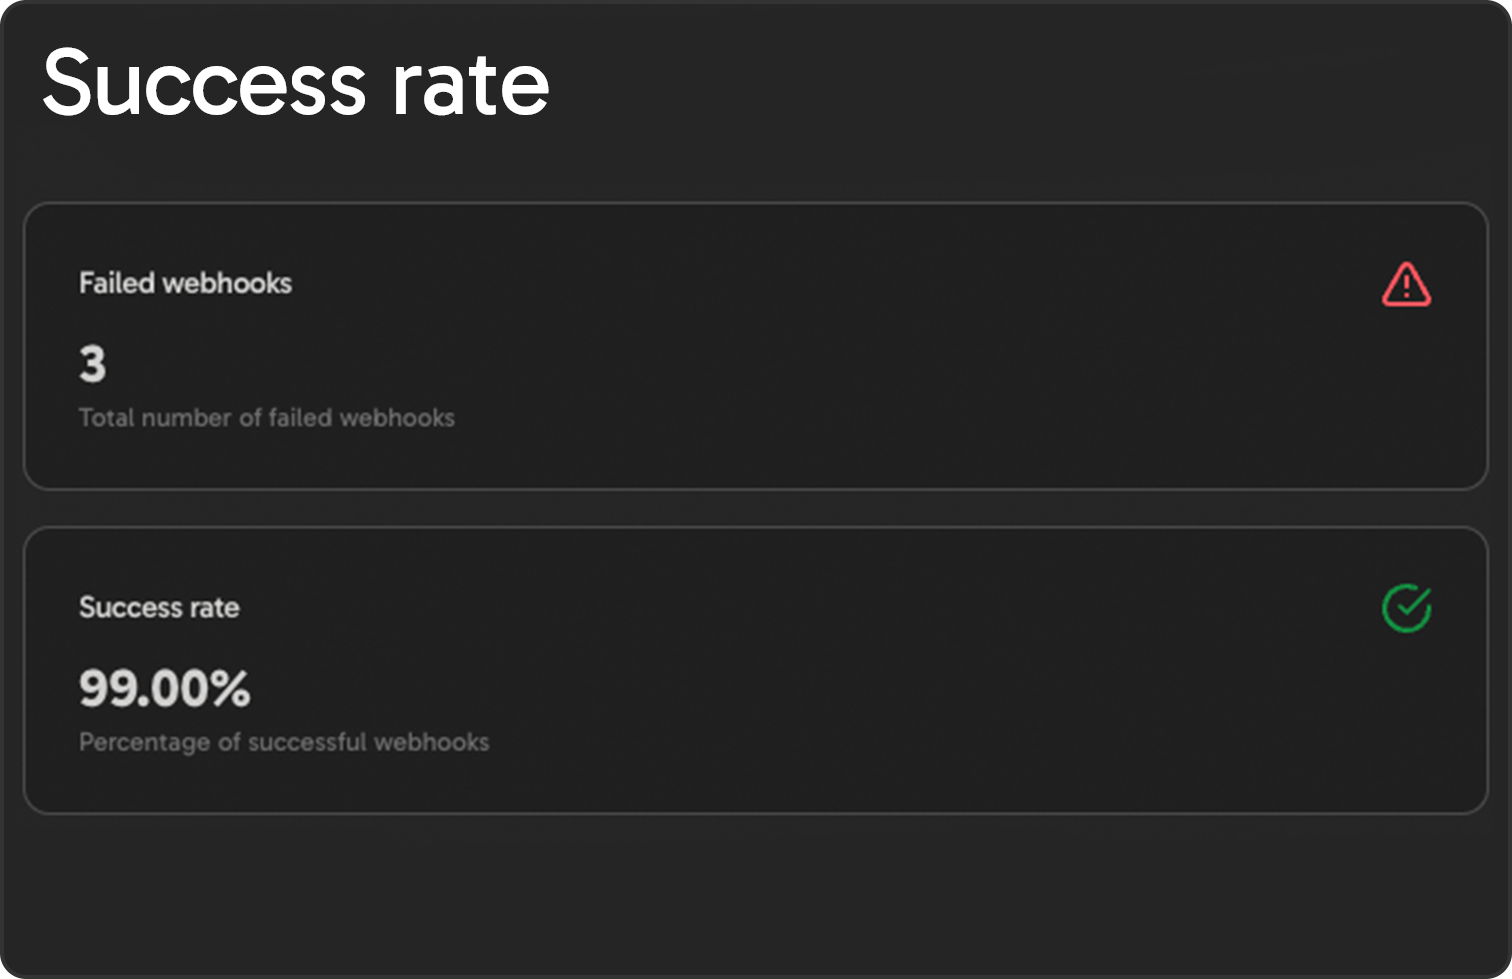 Success rate
Failed webhooks
3
Total number of failed webhooks
Success rate
99.00%
Percentage of successful webhooks